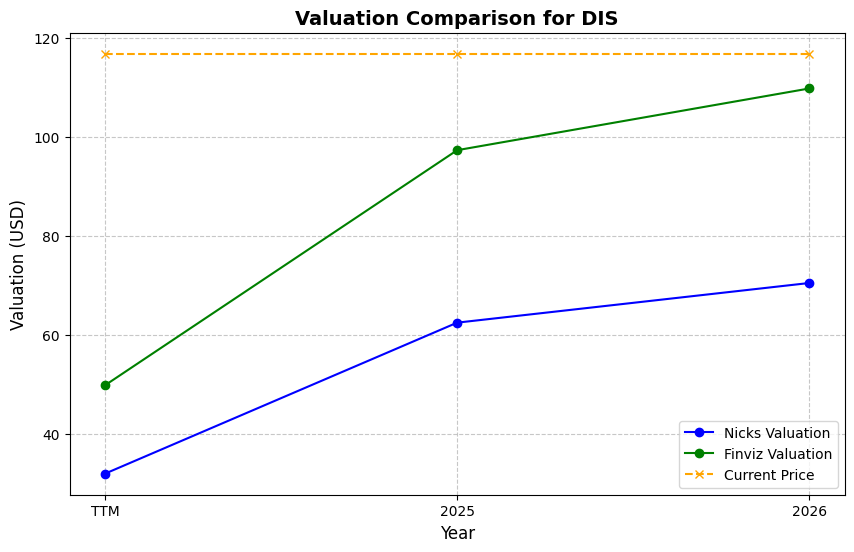 Valuation Comparison for DIS
Valuation (USD)
120
100
80
60
40
TTM
2025
2026
Year
Nicks Valuation
Finviz Valuation
Current Price